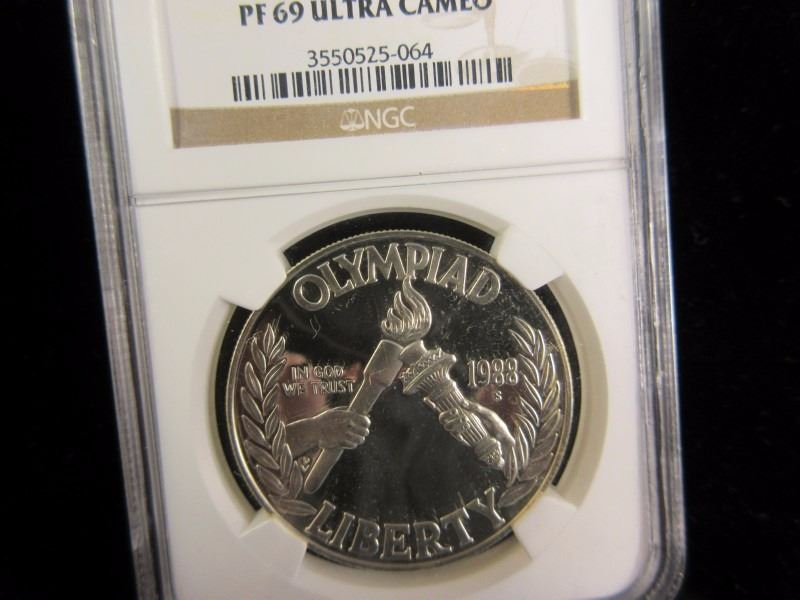 PF 69 ULTRA CAMEO
3550525-064
NGC
OLYMPIAD
IN GOD
WE TRUST
1988
S
LIBERTY